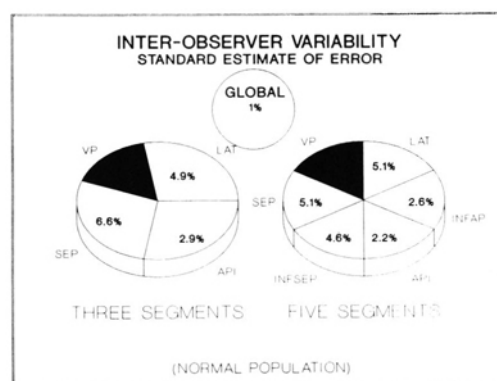 INTER-OBSERVER VARIABILITY
STANDARD ESTIMATE OF ERROR
GLOBAL
1%
VP
LAT
4.9%
6.6%
2.9%
SEP
API
VP
LAT
5.1%
SEP
5.1%
2.6%
INFAP
4.6%
2.2%
INFSEP
API
THREE SEGMENTS
FIVE SEGMENTS
(NORMAL POPULATION)